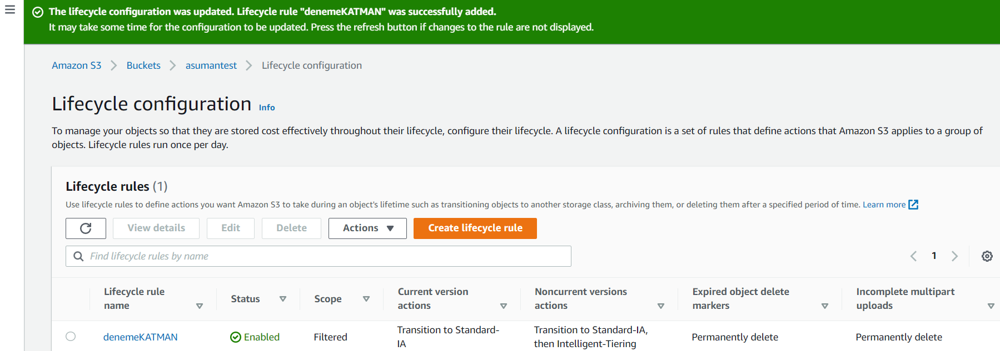 The lifecycle configuration was updated. Lifecycle rule "denemeKATMAN" was successfully added.
It may take some time for the configuration to be updated. Press the refresh button if changes to the rule are not displayed.
Amazon S3 > Buckets > asumantest > Lifecycle configuration
Lifecycle configuration Info
To manage your objects so that they are stored cost effectively throughout their lifecycle, configure their lifecycle. A lifecycle configuration is a set of rules that define actions that Amazon S3 applies to a group of
objects. Lifecycle rules run once per day.
Lifecycle rules (1)
Use lifecycle rules to define actions you want Amazon S3 to take during an object's lifetime such as transitioning objects to another storage class, archiving them, or deleting them after a specified period of time. Learn more
View details Edit Delete Actions Create lifecycle rule
Find lifecycle rules by name
1
Lifecycle rule name Status Scope Current version actions Noncurrent versions actions Expired object delete markers Incomplete multipart uploads
denemeKATMAN Enabled Filtered Transition to Standard-IA Transition to Standard-IA, then Intelligent-Tiering Permanently delete Permanently delete